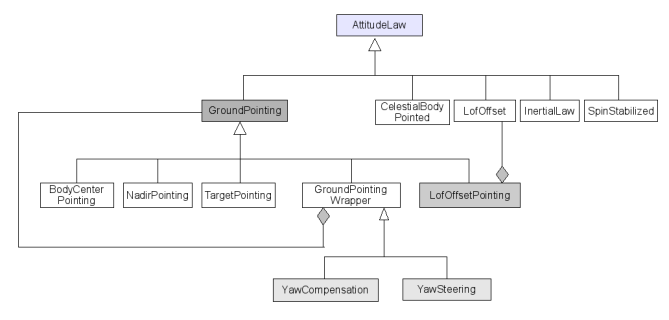 AttitudeLaw
GroundPointing
CelestialBody
Pointed
LofOffset
InertialLaw
SpinStabilized
BodyCenter
Pointing
NadirPointing
TargetPointing
GroundPointing
Wrapper
LofOffsetPointing
YawCompensation
YawSteering